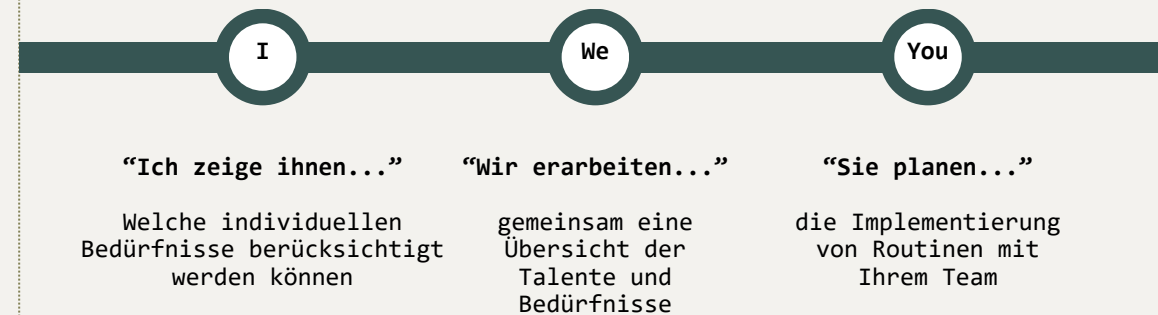 I
We
You
“Ich zeige ihnen...”
“Wir erarbeiten...”
“Sie planen...”
Welche individuellen
Bedürfnisse berücksichtigt
werden können
gemeinsam eine
Übersicht der
Talente und
Bedürfnisse
die Implementierung
von Routinen mit
Ihrem Team